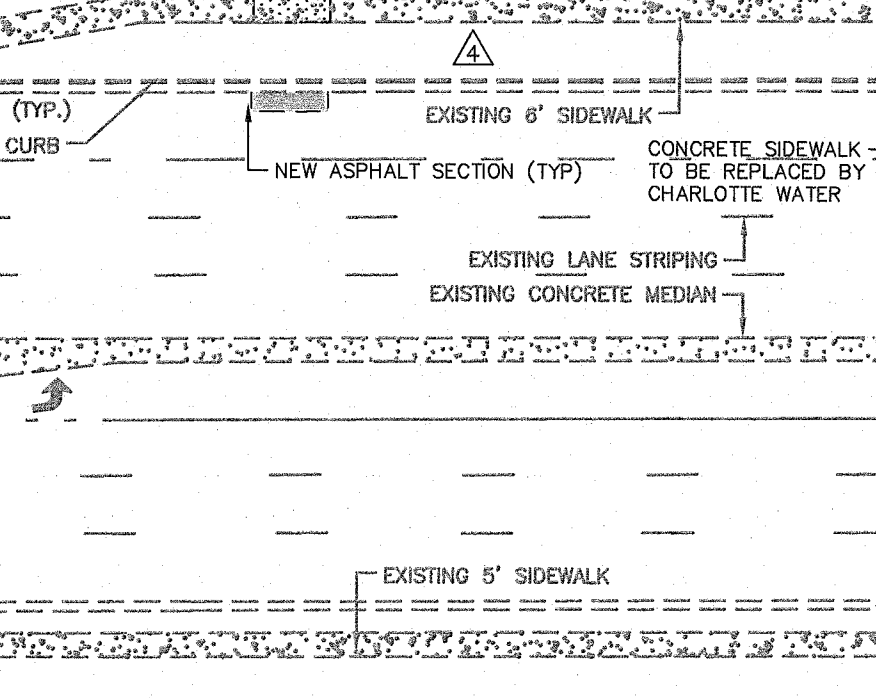 4
(TYP.)
CURB
EXISTING 6' SIDEWALK
NEW ASPHALT SECTION (TYP)
CONCRETE SIDEWALK
TO BE REPLACED BY
CHARLOTTE WATER
EXISTING LANE STRIPING
EXISTING CONCRETE MEDIAN
EXISTING 5' SIDEWALK